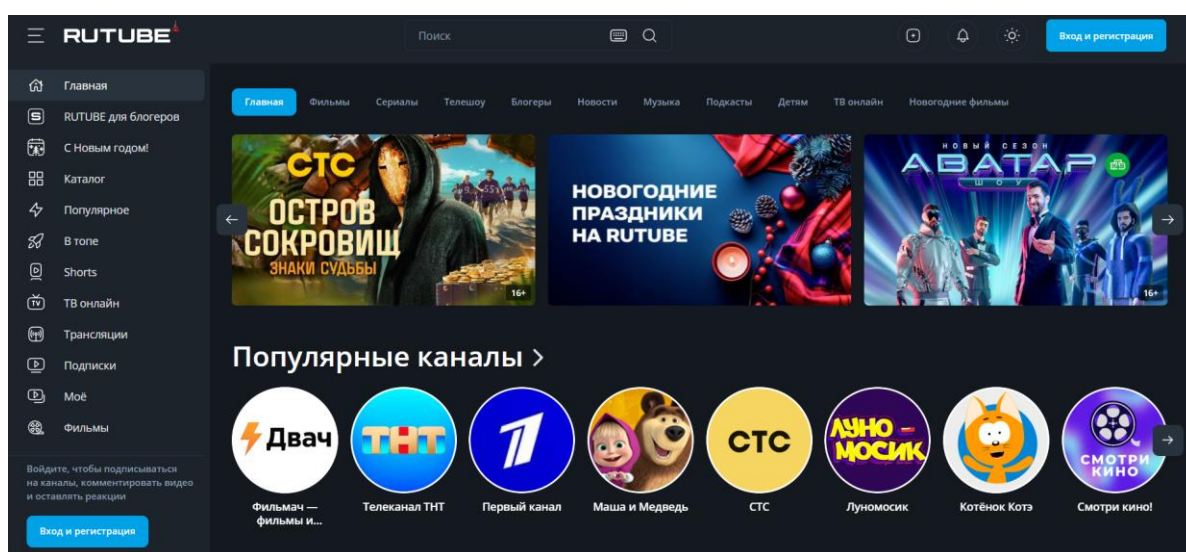 RUTUBE
Поиск
Вход и регистрация
Главная
RUTUBE для блогеров
С Новым годом!
Каталог
Популярное
В топе
Shorts
ТВ онлайн
Трансляции
Подписки
Моё
Фильмы
Войдите, чтобы подписываться
на каналы, комментировать видео
и оставлять реакции
Вход и регистрация
Главная Фильмы Сериалы Телешоу Блогеры Новости Музыка Подкасты Детям ТВ онлайн Новогодние фильмы
СТС
ОСТРОВ
СОКРОВИЩ
ЗНАКИ СУДЬБЫ
16+
НОВОГОДНИЕ
ПРАЗДНИКИ
НА RUTUBE
НОВЫЙ СЕЗОН
АВАТАР
ШОУ
НТВ
16+
Популярные каналы
Двач
ТНТ
1
СТС
ЛУНО-
МОСИК
СМОТРИ
КИНО
Фильмач —
фильмы и...
Телеканал ТНТ
Первый канал
Маша и Медведь
СТС
Луномосик
Котёнок Котэ
Смотри кино!